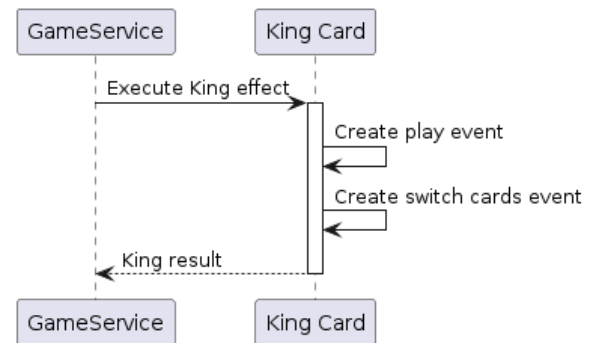 GameService
King Card
Execute King effect
Create play event
Create switch cards event
King result
GameService
King Card